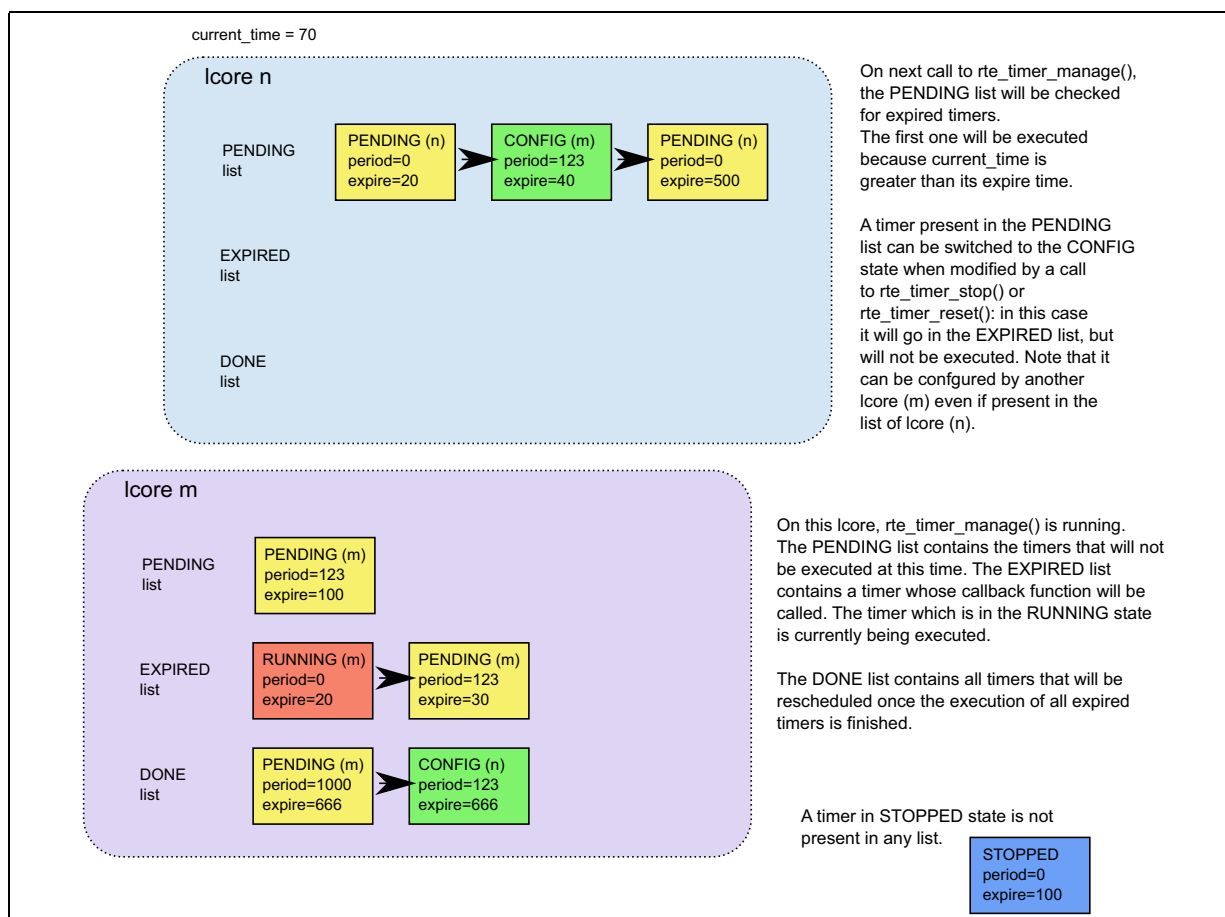 current_time = 70
lcore n
PENDING
list
PENDING (n)
period=0
expire=20
CONFIG (m)
period=123
expire=40
PENDING (n)
period=0
expire=500
EXPIRED
list
DONE
list
On next call to rte_timer_manage(),
the PENDING list will be checked
for expired timers.
The first one will be executed
because current_time is
greater than its expire time.
A timer present in the PENDING
list can be switched to the CONFIG
state when modified by a call
to rte_timer_stop() or
rte_timer_reset(): in this case
it will go in the EXPIRED list, but
will not be executed. Note that it
can be confgured by another
lcore (m) even if present in the
list of lcore (n).
lcore m
PENDING
list
PENDING (m)
period=123
expire=100
EXPIRED
list
RUNNING (m)
period=0
expire=20
PENDING (m)
period=123
expire=30
DONE
list
PENDING (m)
period=1000
expire=666
CONFIG (n)
period=123
expire=666
On this lcore, rte_timer_manage() is running.
The PENDING list contains the timers that will not
be executed at this time. The EXPIRED list
contains a timer whose callback function will be
called. The timer which is in the RUNNING state
is currently being executed.
The DONE list contains all timers that will be
rescheduled once the execution of all expired
timers is finished.
A timer in STOPPED state is not
present in any list.
STOPPED
period=0
expire=100